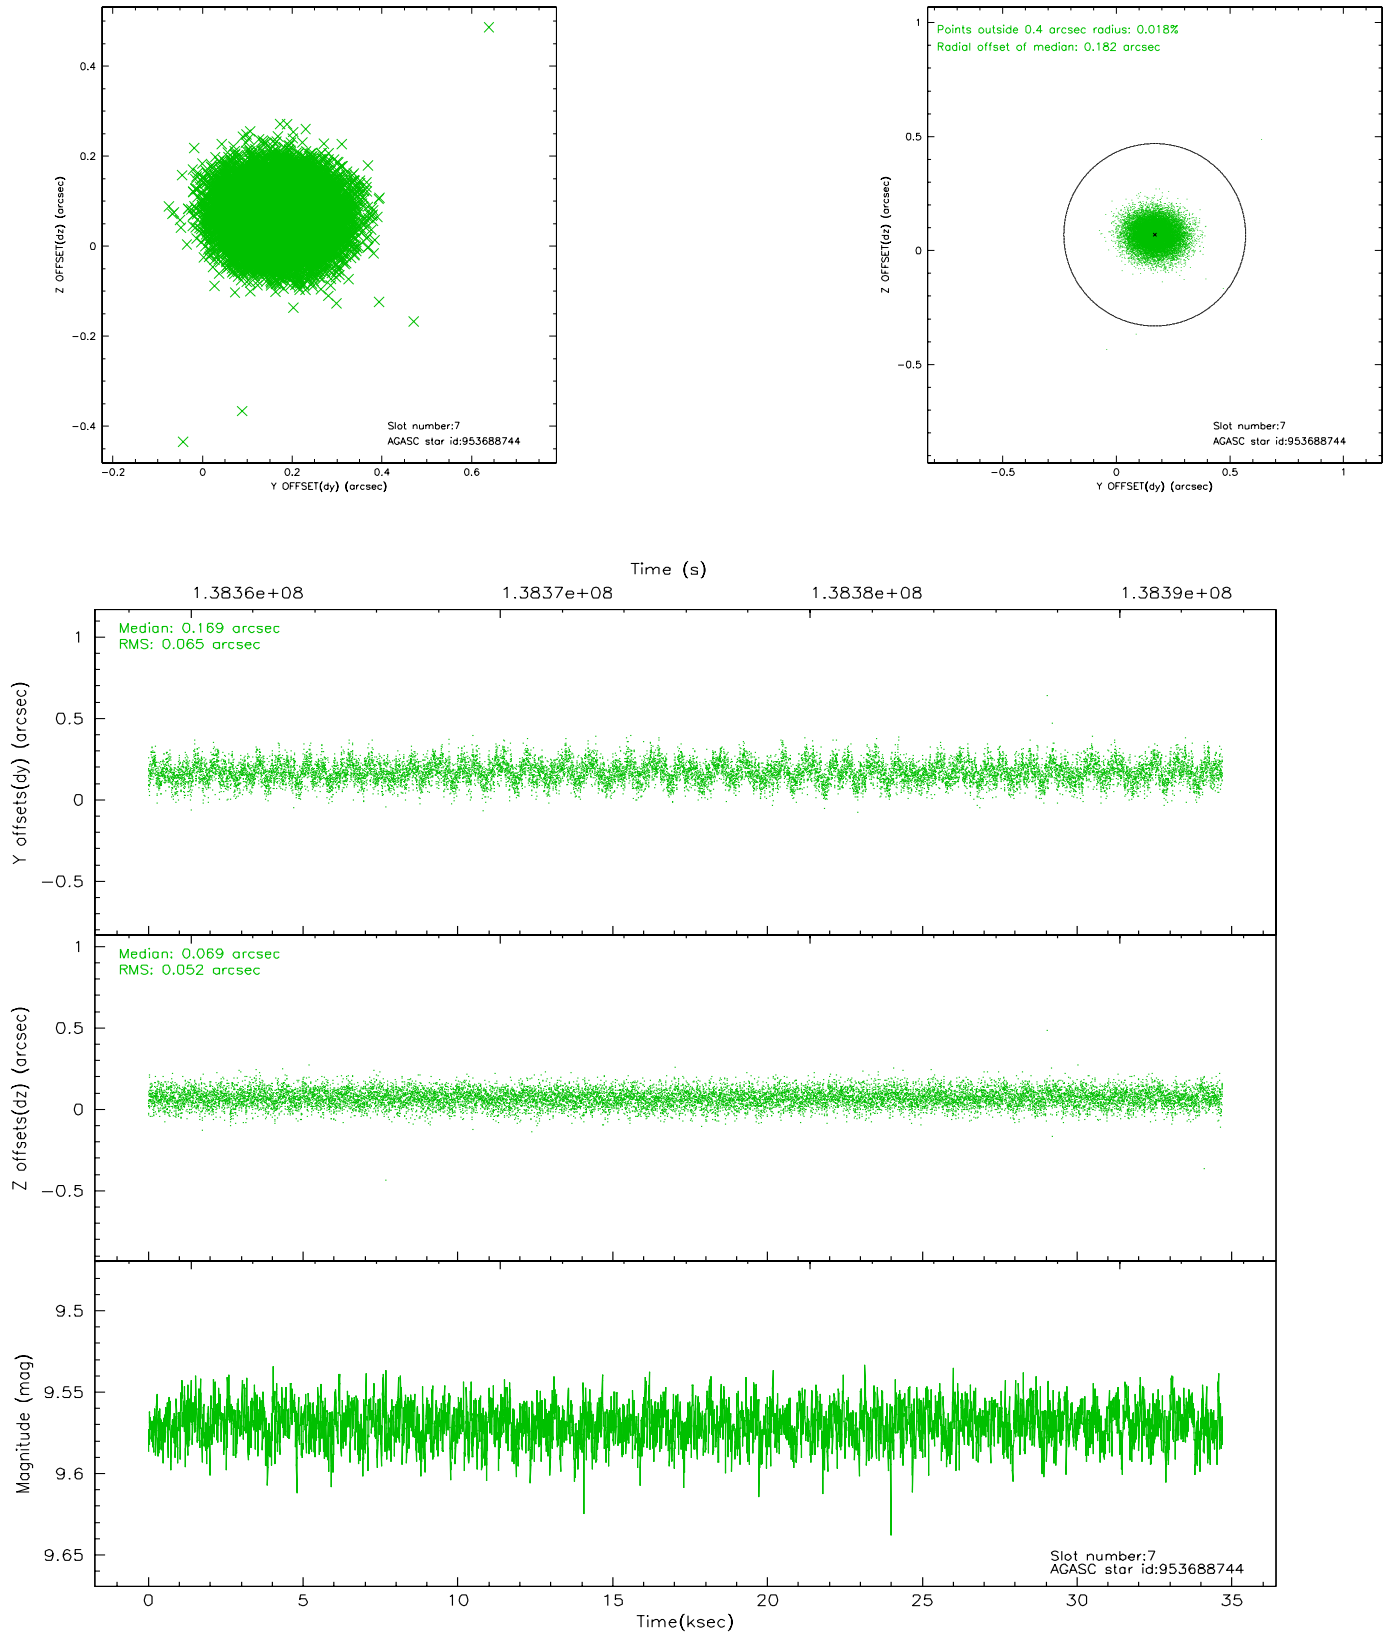 0.4
0.2
0
−0.2
−0.4
Z OFFSET(dz) (arcsec)
Slot number:7
AGASC star id:953688744
−0.2 0 0.2 0.4 0.6
Y OFFSET(dy) (arcsec)
Points outside 0.4 arcsec radius: 0.018%
Radial offset of median: 0.182 arcsec
1
0.5
0
−0.5
Z OFFSET(dz) (arcsec)
Slot number:7
AGASC star id:953688744
−0.5 0 0.5 1
Y OFFSET(dy) (arcsec)
Time (s)
1.3836e+08 1.3837e+08 1.3838e+08 1.3839e+08
Median: 0.169 arcsec
RMS: 0.065 arcsec
1
0.5
0
−0.5
Y offsets(dy) (arcsec)
Median: 0.069 arcsec
RMS: 0.052 arcsec
1
0.5
0
−0.5
Z offsets(dz) (arcsec)
9.5
9.55
9.6
9.65
Magnitude (mag)
Slot number:7
AGASC star id:953688744
0 5 10 15 20 25 30 35
Time(ksec)